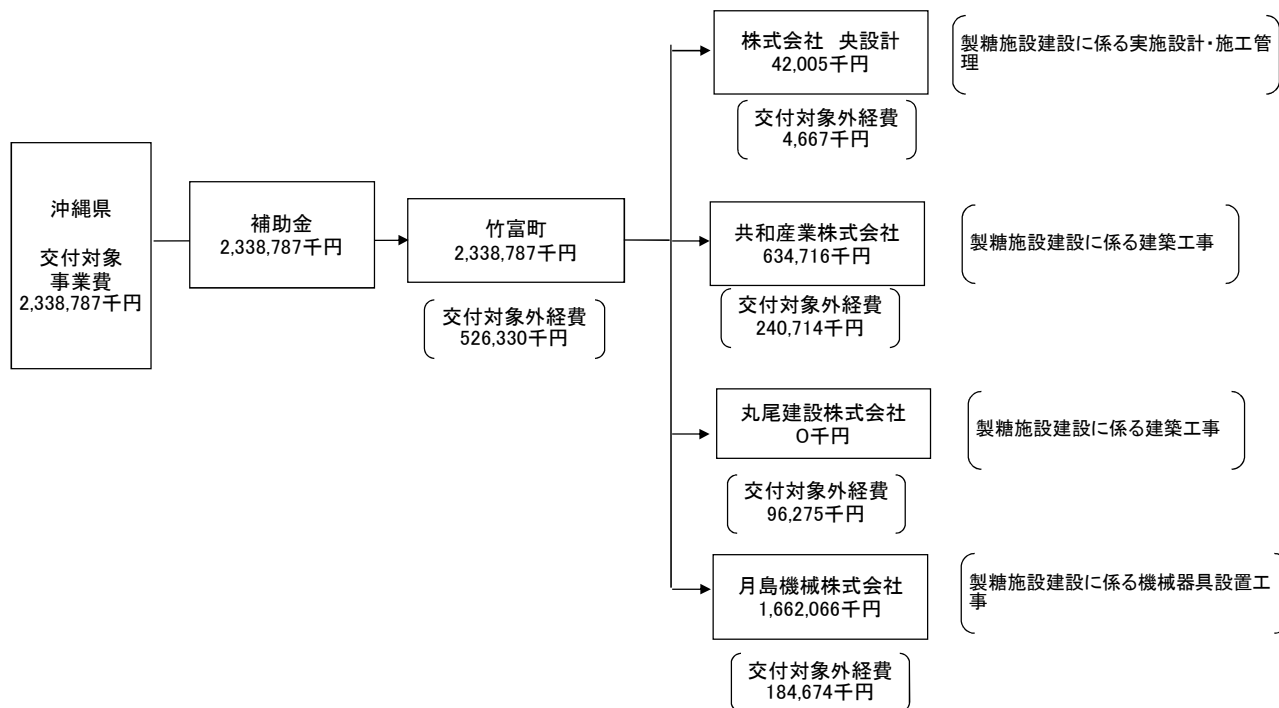 沖縄県
交付対象
事業費
2,338,787千円
補助金
2,338,787千円
竹富町
2,338,787千円
交付対象外経費
526,330千円
株式会社 央設計
42,005千円
交付対象外経費
4,667千円
製糖施設建設に係る実施設計・施工管
理
共和産業株式会社
634,716千円
交付対象外経費
240,714千円
製糖施設建設に係る建築工事
丸尾建設株式会社
0千円
交付対象外経費
96,275千円
製糖施設建設に係る建築工事
月島機械株式会社
1,662,066千円
交付対象外経費
184,674千円
製糖施設建設に係る機械器具設置工
事